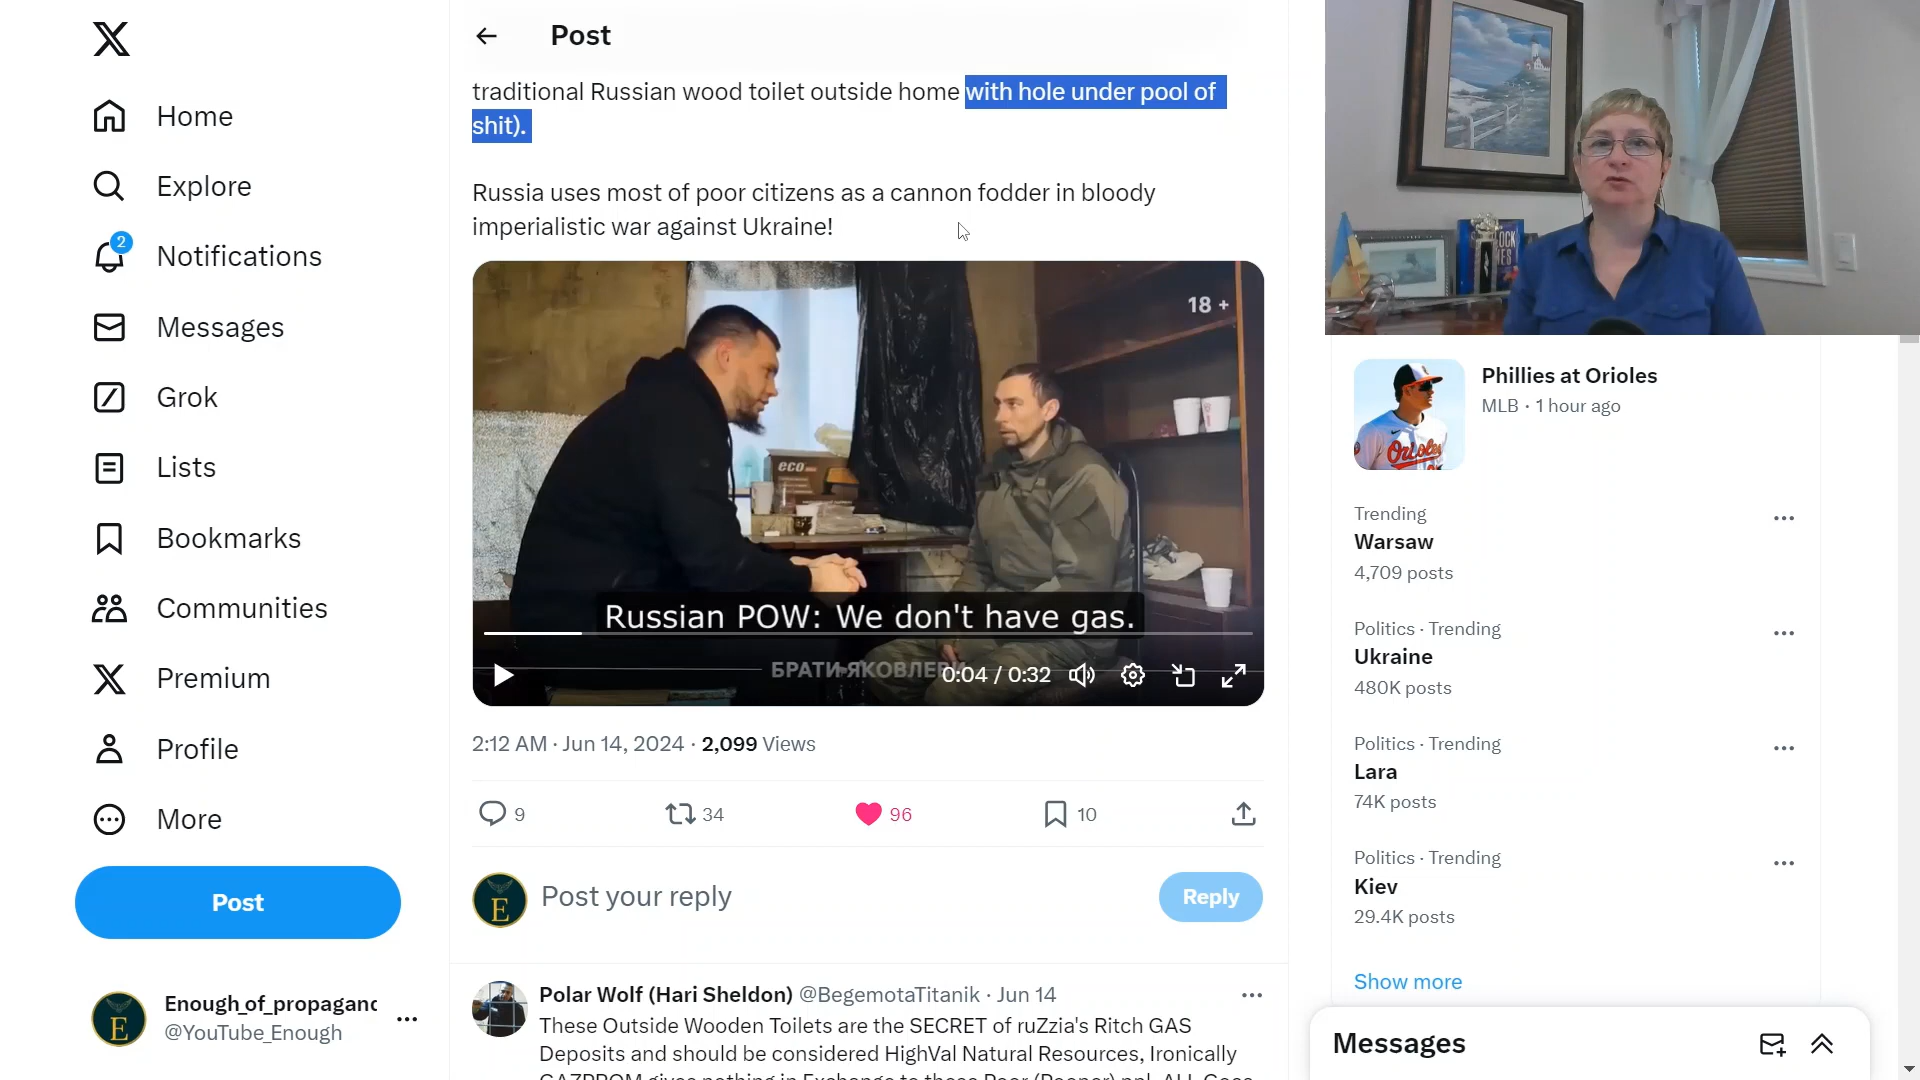 Post
traditional Russian wood toilet outside home with hole under pool of
shit).
Russia uses most of poor citizens as a cannon fodder in bloody
imperialistic war against Ukraine!
18 +
eco
Russian POW: We don't have gas.
0:04 / 0:32
2:12 AM · Jun 14, 2024 · 2,099 Views
9
34
96
10
Post your reply
Reply
Polar Wolf (Hari Sheldon) @BegemotaTitanik · Jun 14
These Outside Wooden Toilets are the SECRET of ruZzia's Ritch GAS
Deposits and should be considered HighVal Natural Resources, Ironically
Home
Explore
2
Notifications
Messages
Grok
Lists
Bookmarks
Communities
Premium
Profile
More
Post
Enough_of_propaganc
@YouTube_Enough
E
E
Phillies at Orioles
MLB · 1 hour ago
Orioles
Trending
Warsaw
4,709 posts
Politics · Trending
Ukraine
480K posts
Politics · Trending
Lara
74K posts
Politics · Trending
Kiev
29.4K posts
Show more
Messages